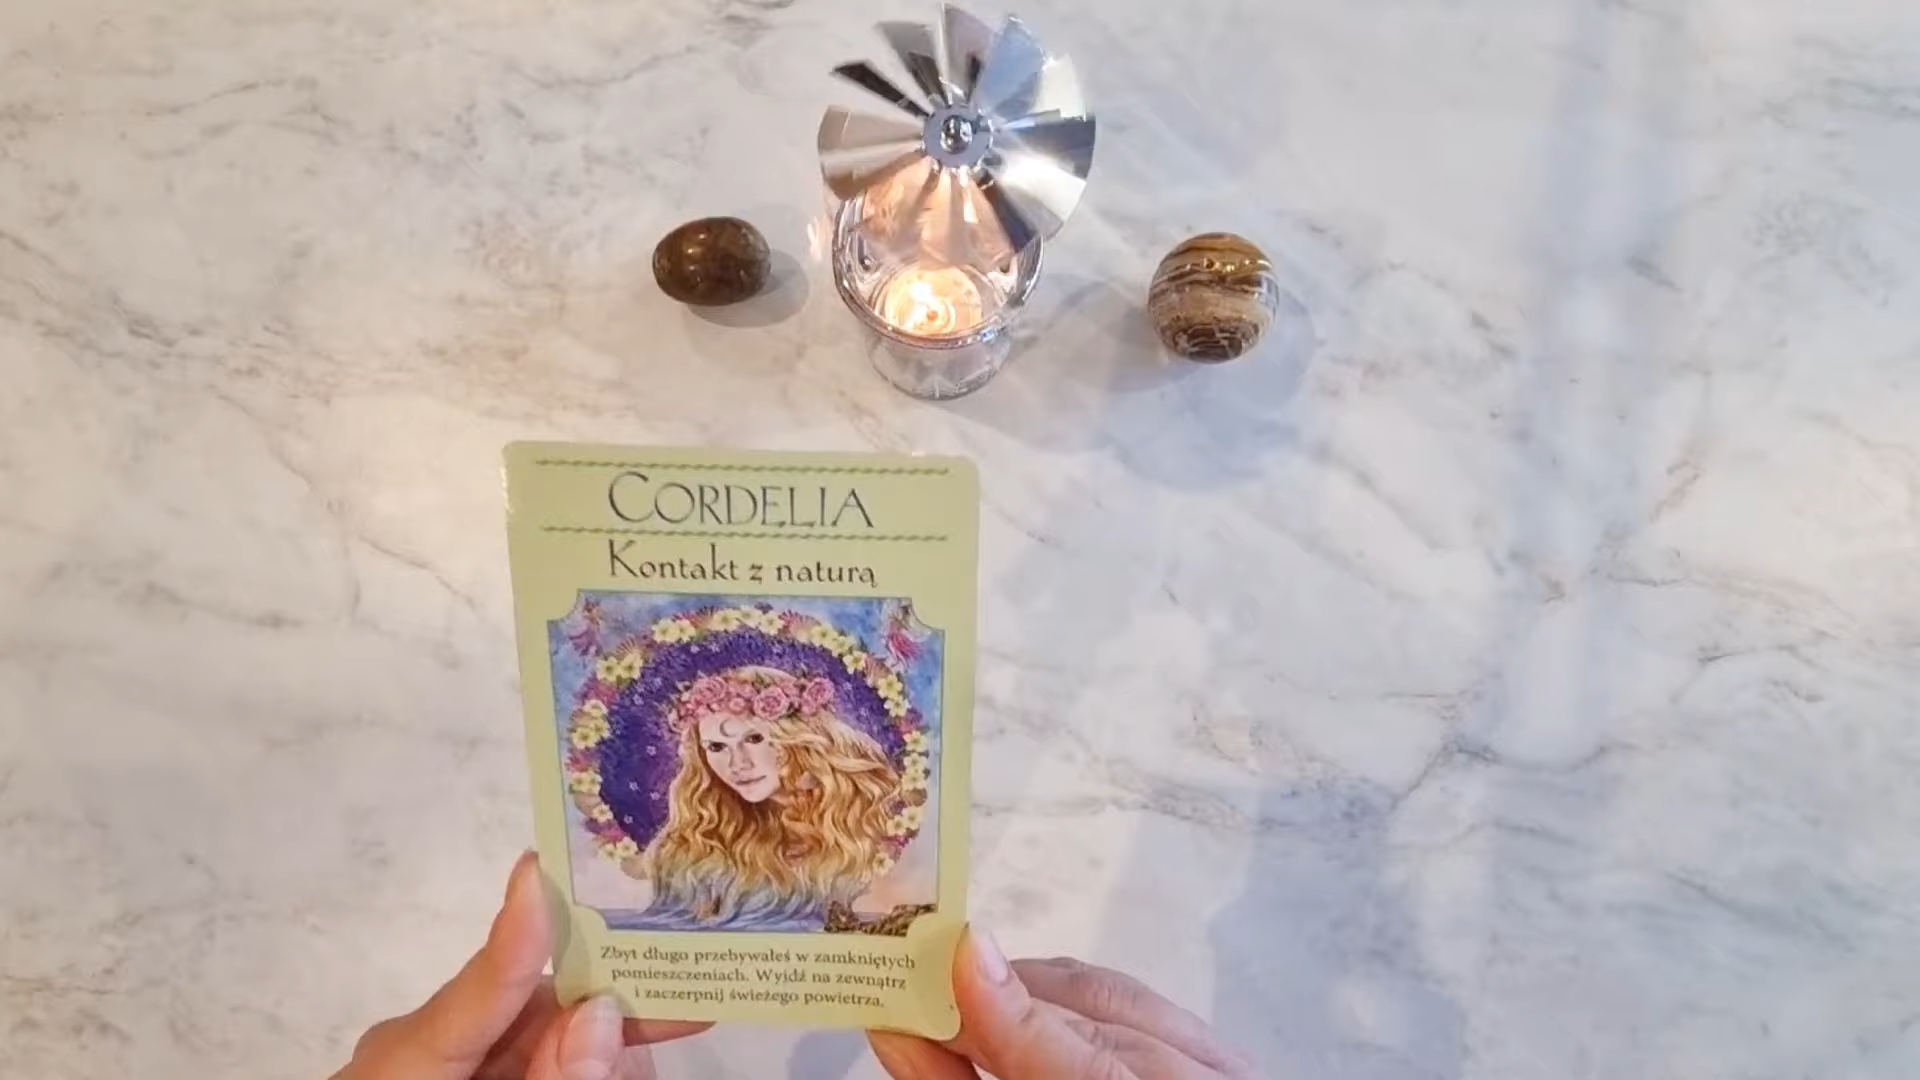 CORDELIA
Kontakt z naturą
Zbyt długo przebywałeś w zamkniętych
pomieszczeniach. Wyjdź na zewnątrz
i zaczerpnij świeżego powietrza.